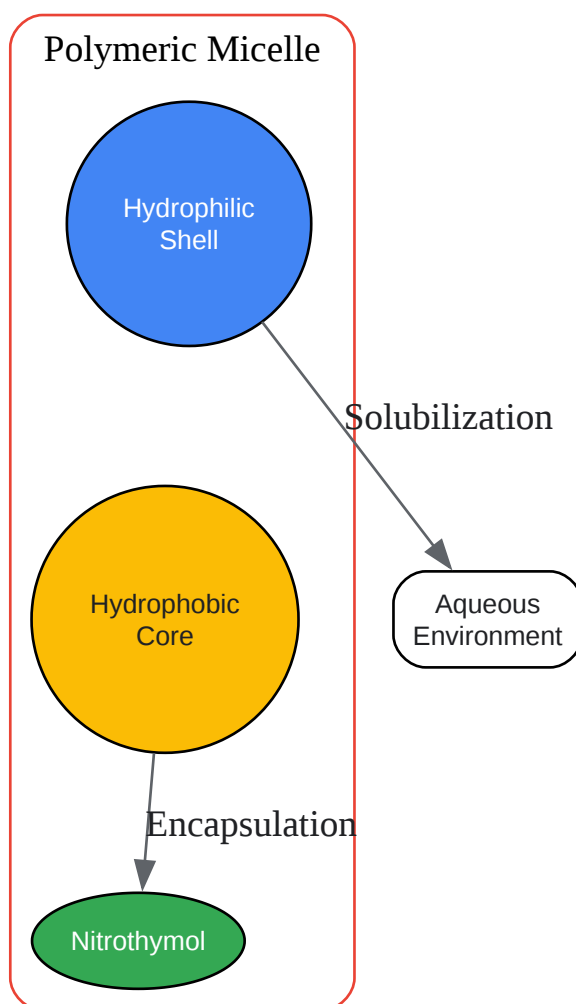 Polymeric Micelle
Hydrophilic
Shell
Solubilization
Hydrophobic
Core
Aqueous
Environment
Encapsulation
Nitrothymol